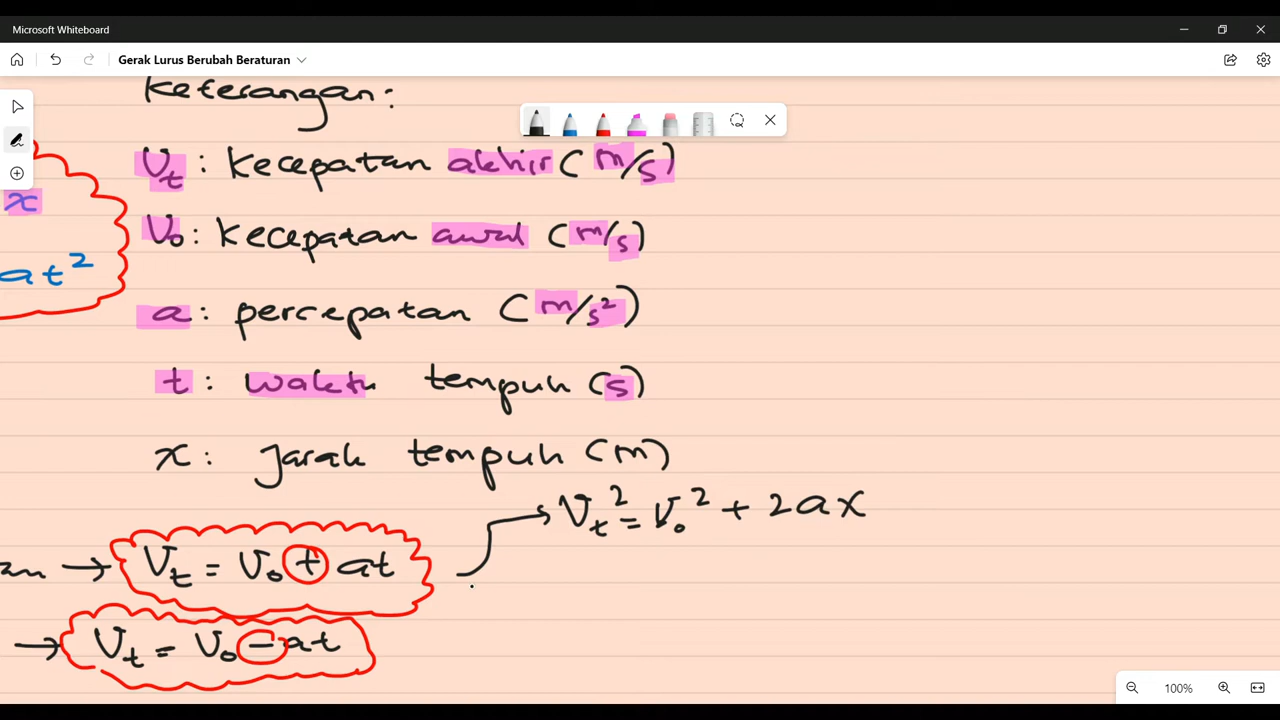 Microsoft Whiteboard
Gerak Lurus Berubah Beraturan
Keterangan:
Vt : Kecepatan akhir (m/s)
x
V0: Kecepatan awal (m/s)
at²
a: percepatan (m/s²)
t: waktu tempuh (s)
x: Jarak tempuh (m)
Vt² = V0² + 2ax
→ Vt = V0 + at
→ Vt = V0 - at
100%